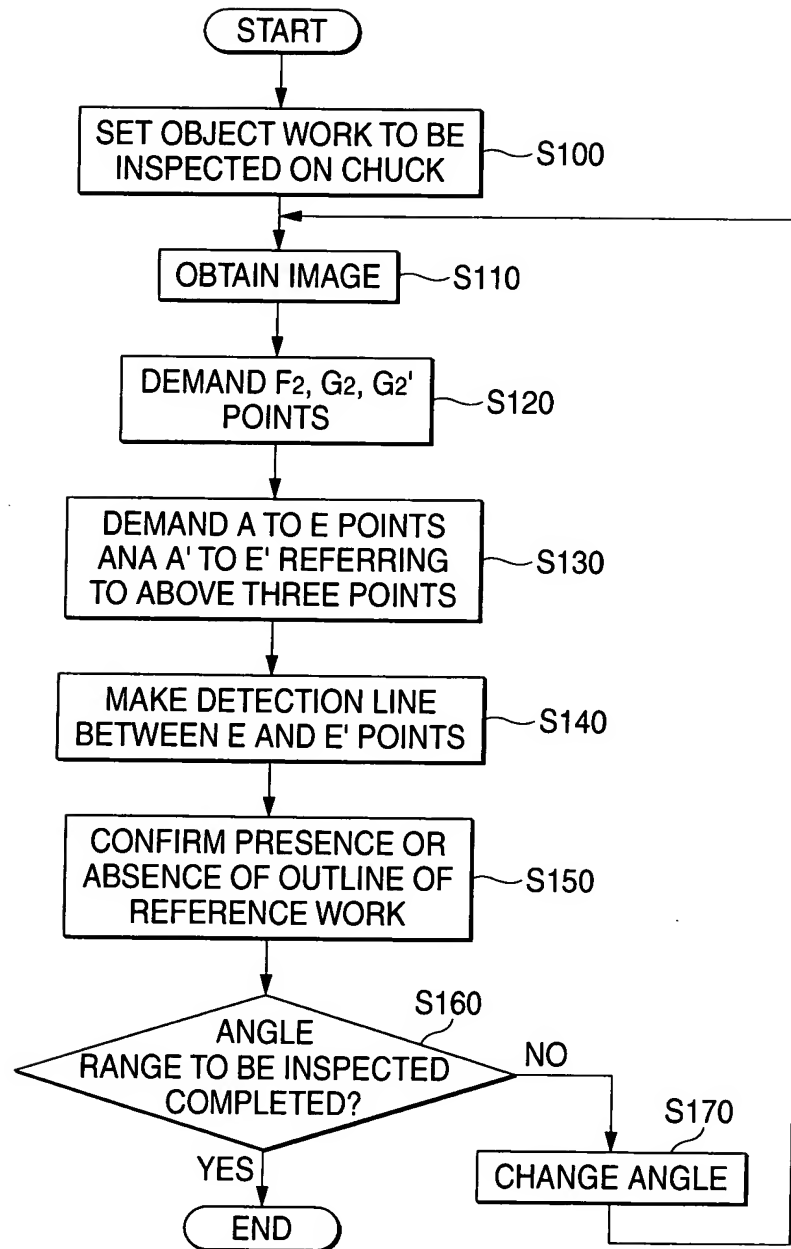 START
SET OBJECT WORK TO BE
INSPECTED ON CHUCK
S100
OBTAIN IMAGE
S110
DEMAND F2, G2, G2'
POINTS
S120
DEMAND A TO E POINTS
ANA A' TO E' REFERRING
TO ABOVE THREE POINTS
S130
MAKE DETECTION LINE
BETWEEN E AND E' POINTS
S140
CONFIRM PRESENCE OR
ABSENCE OF OUTLINE OF
REFERENCE WORK
S150
ANGLE
RANGE TO BE INSPECTED
COMPLETED?
S160
NO
S170
CHANGE ANGLE
YES
END